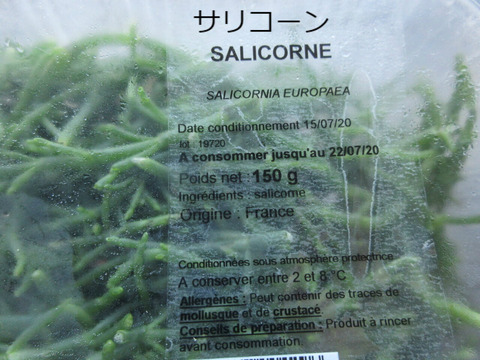 サリコーン
SALICORNE
SALICORNIA EUROPAEA
Date conditionnement 15/07/20
lot : 19720
A consommer jusqu'au 22/07/20
Poids net : 150 g
Ingrédients : salicorne
Origine : France
Conditionnées sous atmosphère protectrice
A conserver entre 2 et 8 °C
Allergènes : Peut contenir des traces de
mollusque et de crustacé
Conseils de préparation : Produit a rincer
avant consommation.